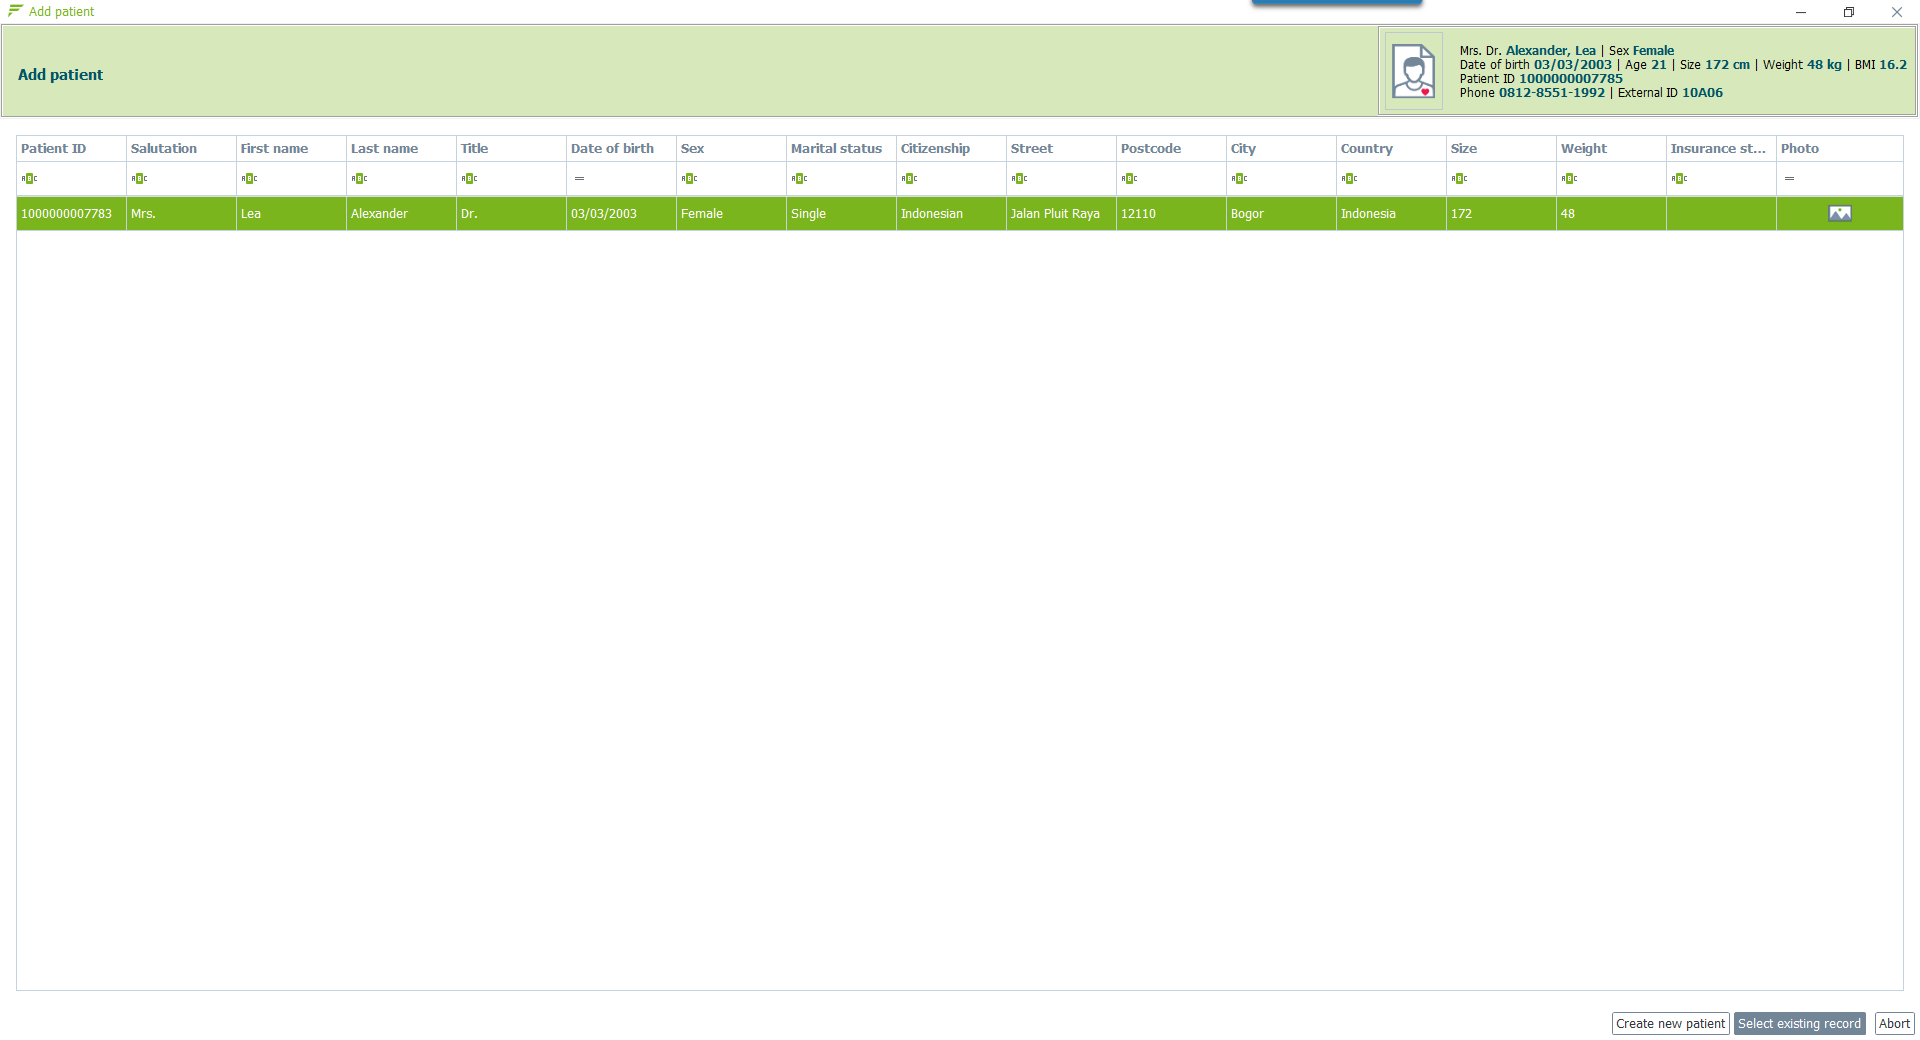 Add patient
Add patient
Mrs. Dr. Alexander, Lea | Sex Female
Date of birth 03/03/2003 | Age 21 | Size 172 cm | Weight 48 kg | BMI 16.2
Patient ID 1000000007785
Phone 0812-8551-1992 | External ID 10A06
Patient ID Salutation First name Last name Title Date of birth Sex Marital status Citizenship Street Postcode City Country Size Weight Insurance st... Photo
ABC ABC ABC ABC ABC = ABC ABC ABC ABC ABC ABC ABC ABC ABC ABC =
1000000007783 Mrs. Lea Alexander Dr. 03/03/2003 Female Single Indonesian Jalan Pluit Raya 12110 Bogor Indonesia 172 48
Create new patient Select existing record Abort